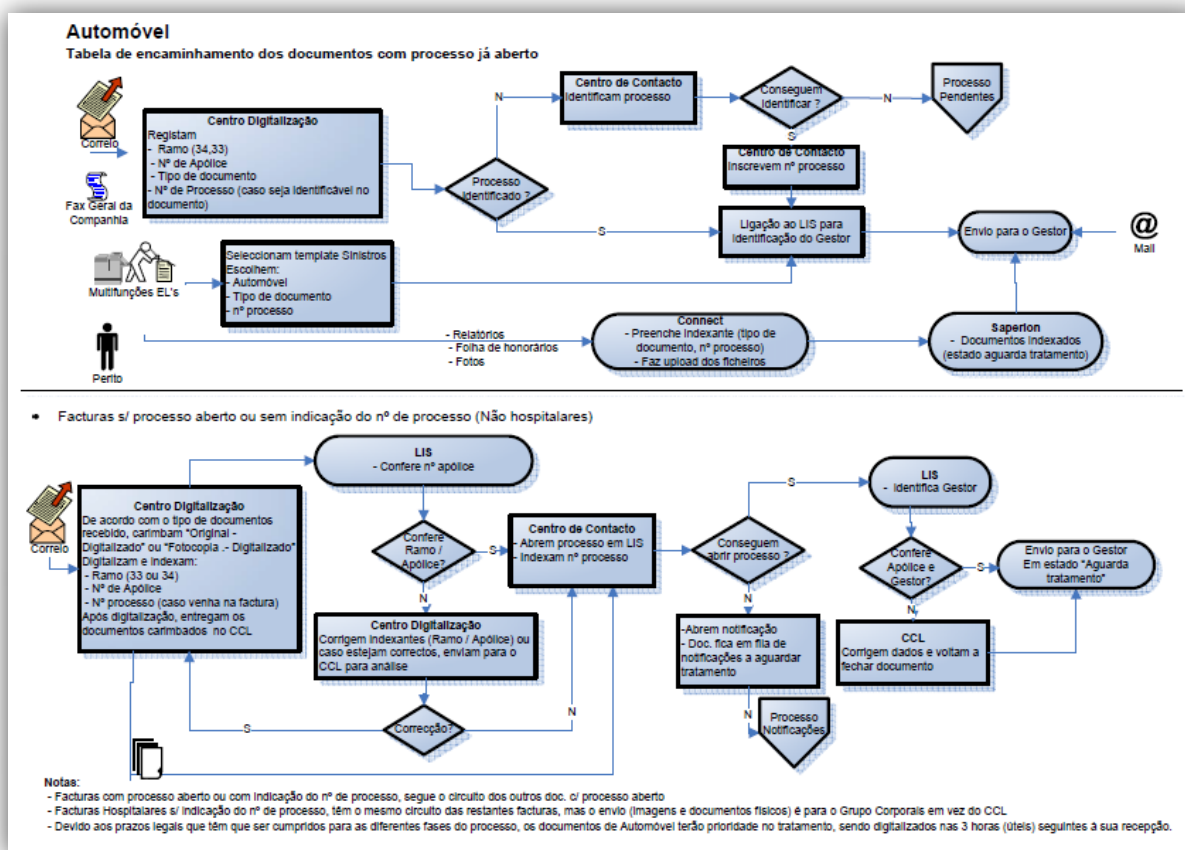 Automóvel
Tabela de encaminhamento dos documentos com processo já aberto
Correio
Fax Geral da
Companhia
Centro Digitalização
Registam
- Ramo (34,33)
- Nº de Apólice
- Tipo de documento
- Nº de Processo (caso seja identificável no
documento)
Processo
Identificado ?
N
S
Centro de Contacto
Identificam processo
Conseguem
Identificar ?
N
S
Processo
Pendentes
Centro de Contacto
Inscrevem nº processo
Ligação ao LIS para
Identificação do Gestor
Envio para o Gestor
@
Mail
Multifunções EL's
Seleccionam template Sinistros
Escolhem:
- Automóvel
- Tipo de documento
- nº processo
Perito
- Relatórios
- Folha de honorários
- Fotos
Connect
- Preenche indexante (tipo de
documento, nº processo)
- Faz upload dos ficheiros
Saperion
- Documentos indexados
(estado aguarda tratamento)
• Facturas s/ processo aberto ou sem indicação do nº de processo (Não hospitalares)
Correio
Centro Digitalização
De acordo com o tipo de documentos
recebido, carimbam "Original -
Digitalizado" ou "Fotocopia .- Digitalizado"
Digitalizam e Indexam:
- Ramo (33 ou 34)
- Nº de Apólice
- Nº processo (caso venha na factura)
Após digitalização, entregam os
documentos carimbados no CCL
LIS
- Confere nº apólice
Confere
Ramo /
Apólice?
S
N
Centro de Contacto
- Abrem processo em LIS
- Indexam nº processo
Centro Digitalização
Corrigem Indexantes (Ramo / Apólice) ou
caso estejam correctos, enviam para o
CCL para análise
Correcção?
S
N
Conseguem
abrir processo ?
S
N
-Abrem notificação
- Doc. fica em fila de
notificações a aguardar
tratamento
N
Processo
Notificações
LIS
- Identifica Gestor
Confere
Apólice e
Gestor?
S
N
Envio para o Gestor
Em estado "Aguarda
tratamento"
CCL
Corrigem dados e voltam a
fechar documento
Notas:
- Facturas com processo aberto ou com indicação do nº de processo, segue o circuito dos outros doc. c/ processo aberto
- Facturas Hospitalares s/ indicação do nº de processo, têm o mesmo circuito das restantes facturas, mas o envio (imagens e documentos físicos) é para o Grupo Corporais em vez do CCL
- Devido aos prazos legais que têm que ser cumpridos para as diferentes fases do processo, os documentos de Automóvel terão prioridade no tratamento, sendo digitalizados nas 3 horas (úteis) seguintes à sua recepção.